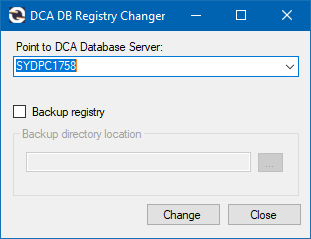 DCA DB Registry Changer
Point to DCA Database Server:
SYDPC1758
Backup registry
Backup directory location
...
Change Close